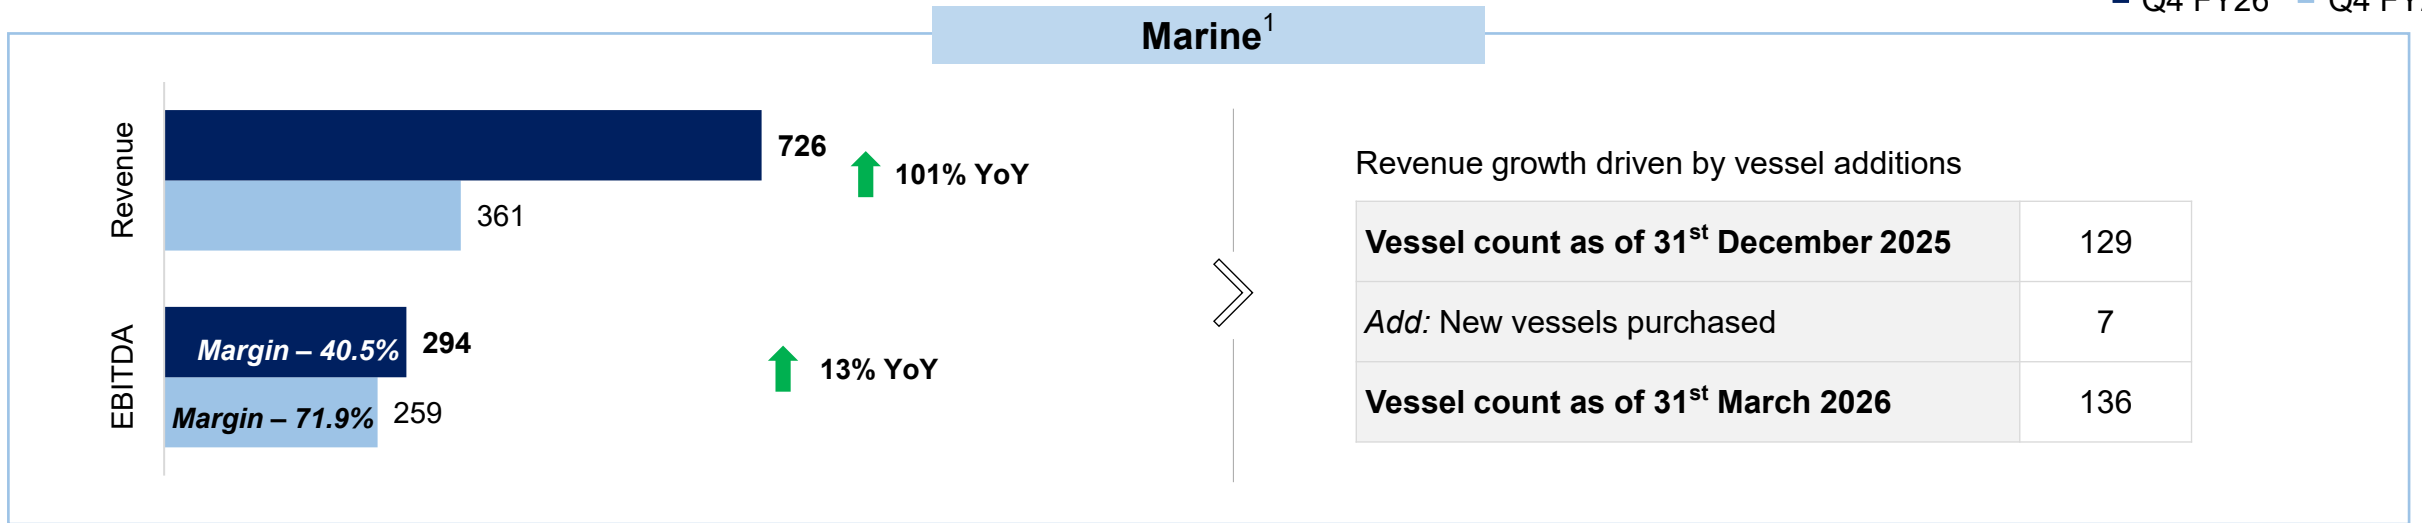 Q4 FY26
Marine1
Revenue
726
101% YoY
361
EBITDA
Margin – 40.5% 294
13% YoY
Margin – 71.9% 259
Revenue growth driven by vessel additions
Vessel count as of 31st December 2025 129
Add: New vessels purchased 7
Vessel count as of 31st March 2026 136